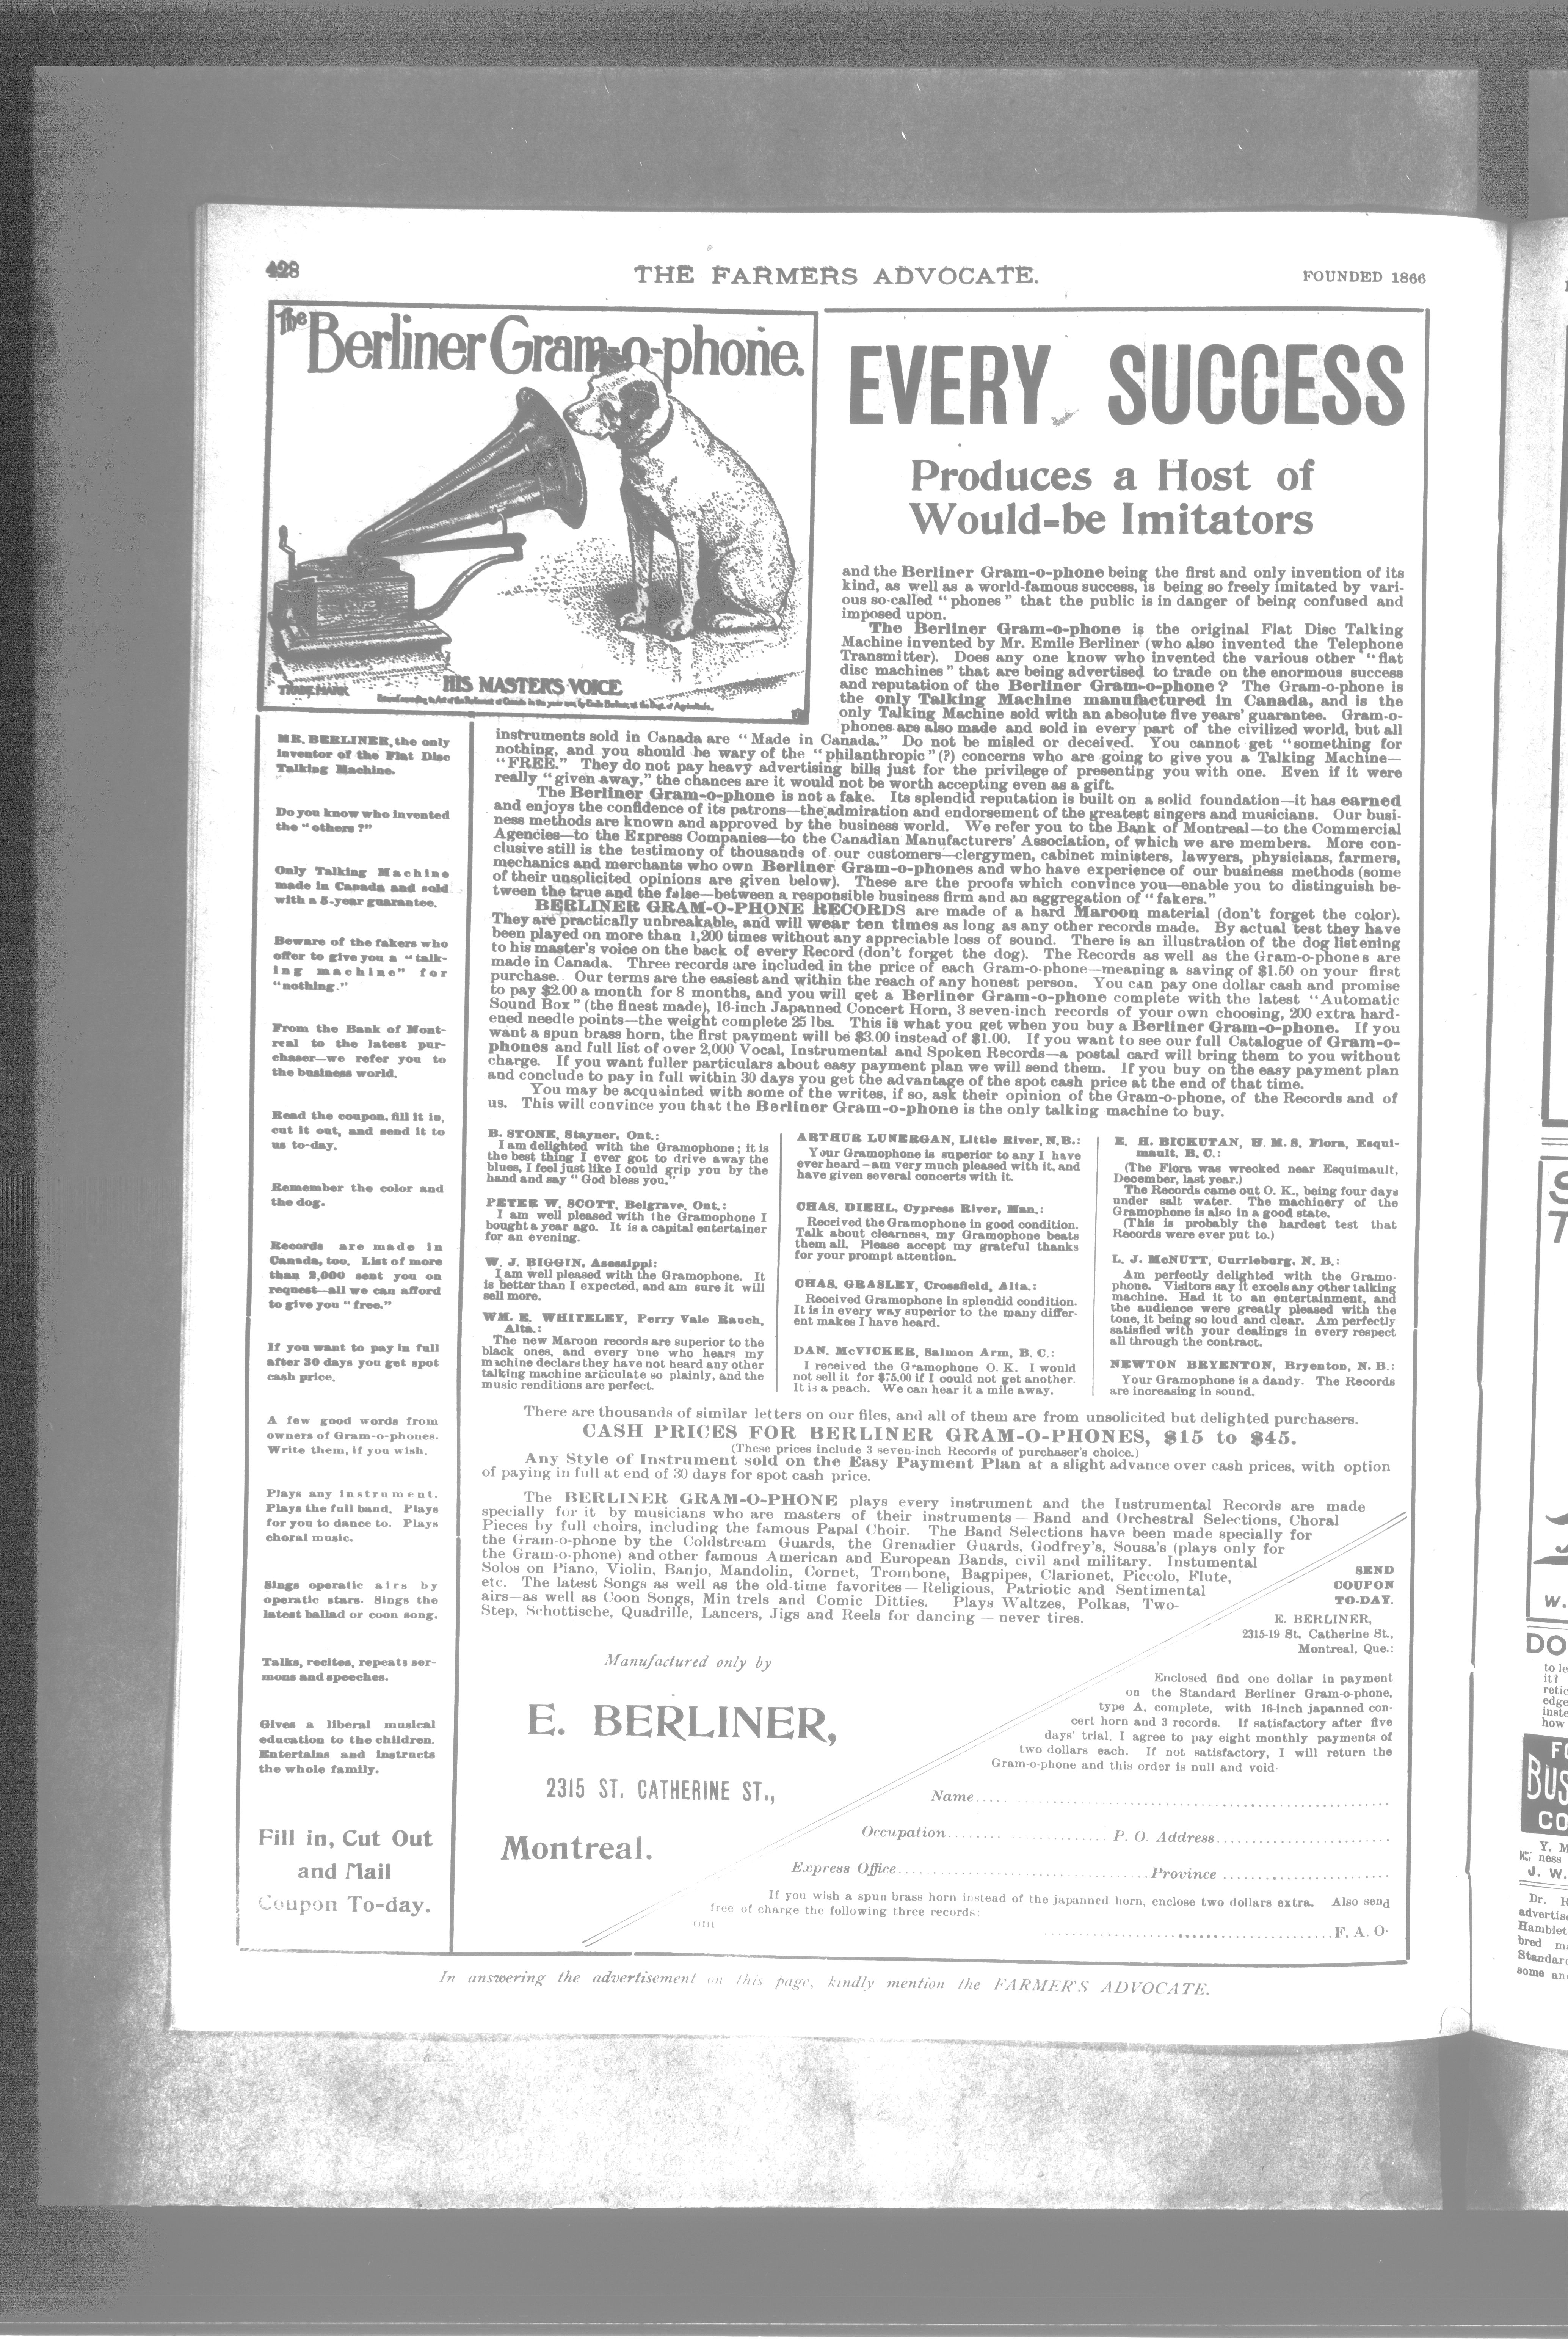 428
THE FARMERS ADVOCATE.
FOUNDED 1866
The
Berliner Gram-o-phone.
TRADE MARK
HIS MASTER'S VOICE
EVERY SUCCESS
Produces a Host of
Would=be Imitators
and the Berliner Gram-o-phone being the first and only invention of its
kind, as well as a world-famous success, is being so freely imitated by vari-
ous so-called "phones" that the public is in danger of being confused and
imposed upon.
The Berliner Gram-o-phone is the original Flat Disc Talking
Machine invented by Mr. Emile Berliner (who also invented the Telephone
Transmitter). Does any one know who invented the various other "flat
disc machines" that are being advertised to trade on the enormous success
and reputation of the Berliner Gram-o-phone? The Gram-o-phone is
the only Talking Machine manufactured in Canada, and is the
only Talking Machine sold with an absolute five years' guarantee. Gram-o-
phones are also made and sold in every part of the civilized world, but all
instruments sold in Canada are "Made in Canada." Do not be misled or deceived. You cannot get "something for
nothing, and you should be wary of the "philanthropic"(?) concerns who are going to give you a Talking Machine—
"FREE." They do not pay heavy advertising bills just for the privilege of presenting you with one. Even if it were
really "given away," the chances are it would not be worth accepting even as a gift.
The Berliner Gram-o-phone is not a fake. Its splendid reputation is built on a solid foundation—it has earned
and enjoys the confidence of its patrons—the admiration and endorsement of the greatest singers and musicians. Our busi-
ness methods are known and approved by the business world. We refer you to the Bank of Montreal—to the Commercial
Agencies—to the Express Companies—to the Canadian Manufacturers' Association, of which we are members. More con-
clusive still is the testimony of thousands of our customers—clergymen, cabinet ministers, lawyers, physicians, farmers,
mechanics and merchants who own Berliner Gram-o-phones and who have experience of our business methods (some
of their unsolicited opinions are given below). These are the proofs which convince you—enable you to distinguish be-
tween the true and the false—between a responsible business firm and an aggregation of "fakers."
BERLINER GRAM-O-PHONE RECORDS are made of a hard Maroon material (don't forget the color).
They are practically unbreakable, and will wear ten times as long as any other records made. By actual test they have
been played on more than 1,200 times without any appreciable loss of sound. There is an illustration of the dog listening
to his master's voice on the back of every Record (don't forget the dog). The Records as well as the Gram-o-phones are
made in Canada. Three records are included in the price of each Gram-o-phone—meaning a saving of $1.50 on your first
purchase. Our terms are the easiest and within the reach of any honest person. You can pay one dollar cash and promise
to pay $2.00 a month for 8 months, and you will get a Berliner Gram-o-phone complete with the latest "Automatic
Sound Box" (the finest made), 16-inch Japanned Concert Horn, 3 seven-inch records of your own choosing, 200 extra hard-
ened needle points—the weight complete 25 lbs. This is what you get when you buy a Berliner Gram-o-phone. If you
want a spun brass horn, the first payment will be $3.00 instead of $1.00. If you want to see our full Catalogue of Gram-o-
phones and full list of over 2,000 Vocal, Instrumental and Spoken Records—a postal card will bring them to you without
charge. If you want fuller particulars about easy payment plan we will send them. If you buy on the easy payment plan
and conclude to pay in full within 30 days you get the advantage of the spot cash price at the end of that time.
You may be acquainted with some of the writes, if so, ask their opinion of the Gram-o-phone, of the Records and of
us. This will convince you that the Berliner Gram-o-phone is the only talking machine to buy.
MR. BERLINER, the only
inventor of the Flat Disc
Talking Machine.
Do you know who invented
the "others?"
Only Talking Machine
made in Canada and sold
with a 5-year guarantee.
Beware of the fakers who
offer to give you a "talk-
ing machine" for
"nothing."
From the Bank of Mont-
real to the latest pur-
chaser—we refer you to
the business world.
Read the coupon, fill it in,
cut it out, and send it to
us to-day.
Remember the color and
the dog.
Records are made in
Canada, too. List of more
than 2,000 sent you on
request—all we can afford
to give you "free."
If you want to pay in full
after 30 days you get spot
cash price.
A few good words from
owners of Gram-o-phones.
Write them, if you wish.
Plays any instrument.
Plays the full band. Plays
for you to dance to. Plays
choral music.
Sings operatic airs by
operatic stars. Sings the
latest ballad or coon song.
Talks, recites, repeats ser-
mons and speeches.
Gives a liberal musical
education to the children.
Entertains and instructs
the whole family.
Fill in, Cut Out
and Mail
Coupon To=day.
B. STONE, Stayner, Ont.:
I am delighted with the Gramophone; it is
the best thing I ever got to drive away the
blues, I feel just like I could grip you by the
hand and say "God bless you."
PETER W. SCOTT, Belgrave, Ont.:
I am well pleased with the Gramophone I
bought a year ago. It is a capital entertainer
for an evening.
W. J. BIGGIN, Asessippi:
I am well pleased with the Gramophone. It
is better than I expected, and am sure it will
sell more.
WM. E. WHITELEY, Perry Vale Ranch,
Alta.:
The new Maroon records are superior to the
black ones, and every one who hears my
machine declars they have not heard any other
talking machine articulate so plainly, and the
music renditions are perfect.
ARTHUR LUNERGAN, Little River, N.B.:
Your Gramophone is superior to any I have
ever heard—am very much pleased with it, and
have given several concerts with it.
CHAS. DIEHL, Cypress River, Man.:
Received the Gramophone in good condition.
Talk about clearness, my Gramophone beats
them all. Please accept my grateful thanks
for your prompt attention.
CHAS. GRASLEY, Crossfield, Alta.:
Received Gramophone in splendid condition.
It is in every way superior to the many differ-
ent makes I have heard.
DAN. McVICKER, Salmon Arm, B. C.:
I received the Gramophone O. K. I would
not sell it for $75.00 if I could not get another.
It is a peach. We can hear it a mile away.
E. H. BICKUTAN, H. M. S. Flora, Esqui-
mault, B. C.:
(The Flora was wrecked near Esquimault,
December, last year.)
The Records came out O. K., being four days
under salt water. The machinery of the
Gramophone is also in a good state.
(This is probably the hardest test that
Records were ever put to.)
L. J. McNUTT, Currieburg, N. B.:
Am perfectly delighted with the Gramo-
phone. Visitors say it excels any other talking
machine. Had it to an entertainment, and
the audience were greatly pleased with the
tone, it being so loud and clear. Am perfectly
satisfied with your dealings in every respect
all through the contract.
NEWTON BRYENTON, Bryenton, N. B.:
Your Gramophone is a dandy. The Records
are increasing in sound.
There are thousands of similar letters on our files, and all of them are from unsolicited but delighted purchasers.
CASH PRICES FOR BERLINER GRAM-O-PHONES, $15 to $45.
(These prices include 3 seven-inch Records of purchaser's choice.)
Any Style of Instrument sold on the Easy Payment Plan at a slight advance over cash prices, with option
of paying in full at end of 30 days for spot cash price.
The BERLINER GRAM-O-PHONE plays every instrument and the Instrumental Records are made
specially for it by musicians who are masters of their instruments—Band and Orchestral Selections, Choral
Pieces by full choirs, including the famous Papal Choir. The Band Selections have been made specially for
the Gram-o-phone by the Coldstream Guards, the Grenadier Guards, Godfrey's, Sousa's (plays only for
the Gram-o-phone) and other famous American and European Bands, civil and military. Instumental
Solos on Piano, Violin, Banjo, Mandolin, Cornet, Trombone, Bagpipes, Clarionet, Piccolo, Flute,
etc. The latest Songs as well as the old-time favorites—Religious, Patriotic and Sentimental
airs—as well as Coon Songs, Min trels and Comic Ditties. Plays Waltzes, Polkas, Two-
Step, Schottische, Quadrille, Lancers, Jigs and Reels for dancing—never tires.
Manufactured only by
E. BERLINER,
2315 ST. CATHERINE ST.,
Montreal.
SEND
COUPON
TO-DAY.
E. BERLINER,
2315-19 St. Catherine St.,
Montreal, Que.:
Enclosed find one dollar in payment
on the Standard Berliner Gram-o-phone,
type A, complete, with 16-inch japanned con-
cert horn and 3 records. If satisfactory after five
days' trial, I agree to pay eight monthly payments of
two dollars each. If not satisfactory, I will return the
Gram-o-phone and this order is null and void.
Name
Occupation P. O. Address
Express Office Province
If you wish a spun brass horn instead of the japanned horn, enclose two dollars extra. Also send
free of charge the following three records:
F. A. O.
In answering the advertisement on this page, kindly mention the FARMER'S ADVOCATE.